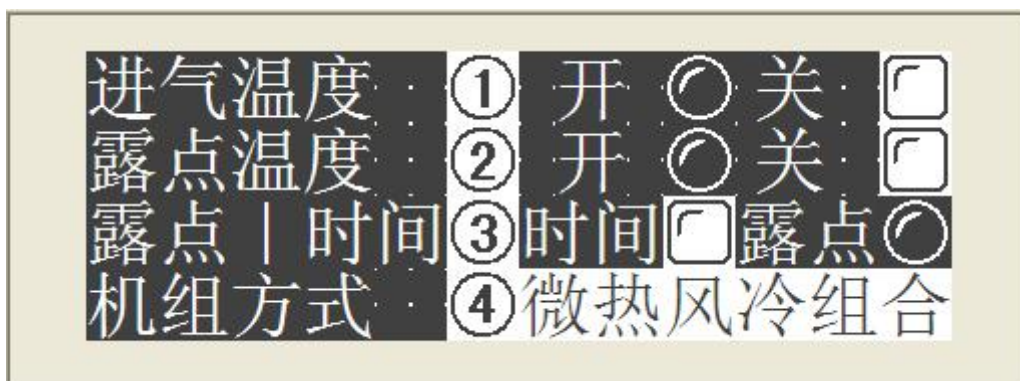 进气温度 ① 开 关
露点温度 ② 开 关
露点｜时间 ③ 时间 露点
机组方式 ④ 微热风冷组合